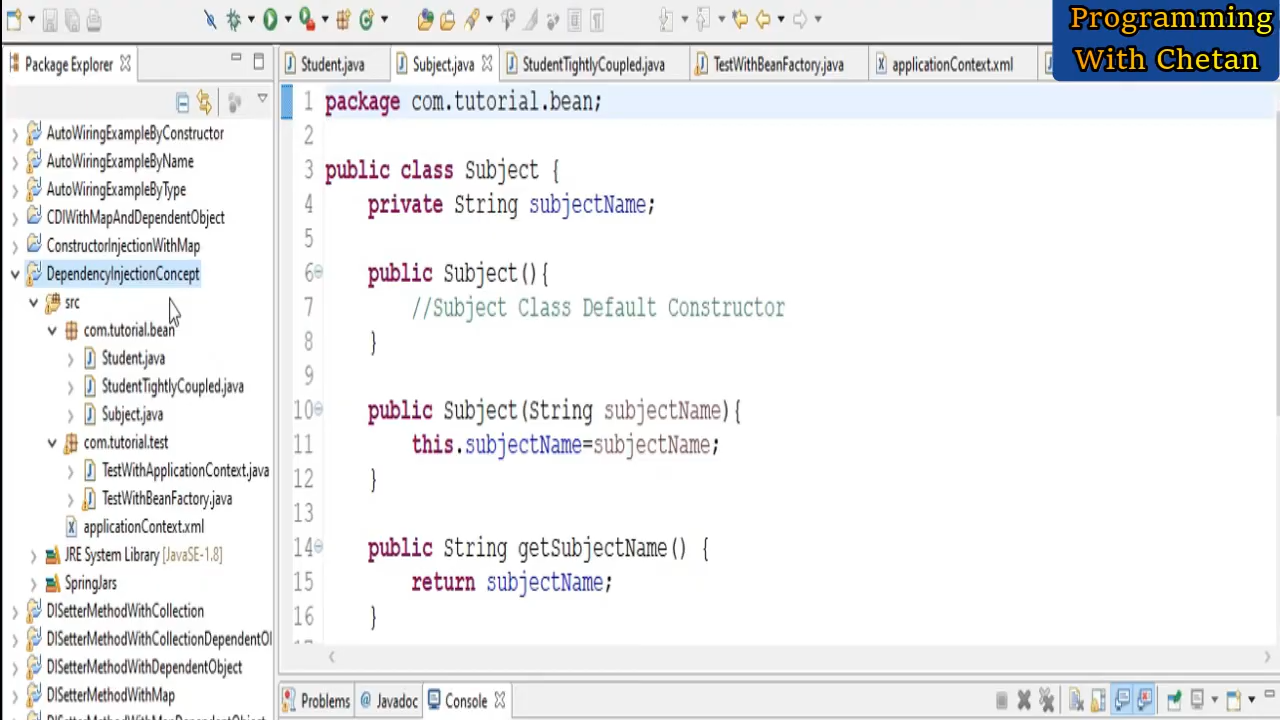 Programming
With Chetan
Package Explorer
Student.java
Subject.java
StudentTightlyCoupled.java
TestWithBeanFactory.java
applicationContext.xml
AutoWiringExampleByConstructor
AutoWiringExampleByName
AutoWiringExampleByType
CDIWithMapAndDependentObject
ConstructorInjectionWithMap
DependencyInjectionConcept
src
com.tutorial.bean
Student.java
StudentTightlyCoupled.java
Subject.java
com.tutorial.test
TestWithApplicationContext.java
TestWithBeanFactory.java
applicationContext.xml
JRE System Library [JavaSE-1.8]
SpringJars
DISetterMethodWithCollection
DISetterMethodWithCollectionDependentOl
DISetterMethodWithDependentObject
DISetterMethodWithMap
1 package com.tutorial.bean;
2
3 public class Subject {
4 private String subjectName;
5
6 public Subject(){
7 //Subject Class Default Constructor
8 }
9
10 public Subject(String subjectName){
11 this.subjectName=subjectName;
12 }
13
14 public String getSubjectName() {
15 return subjectName;
16 }
Problems
Javadoc
Console